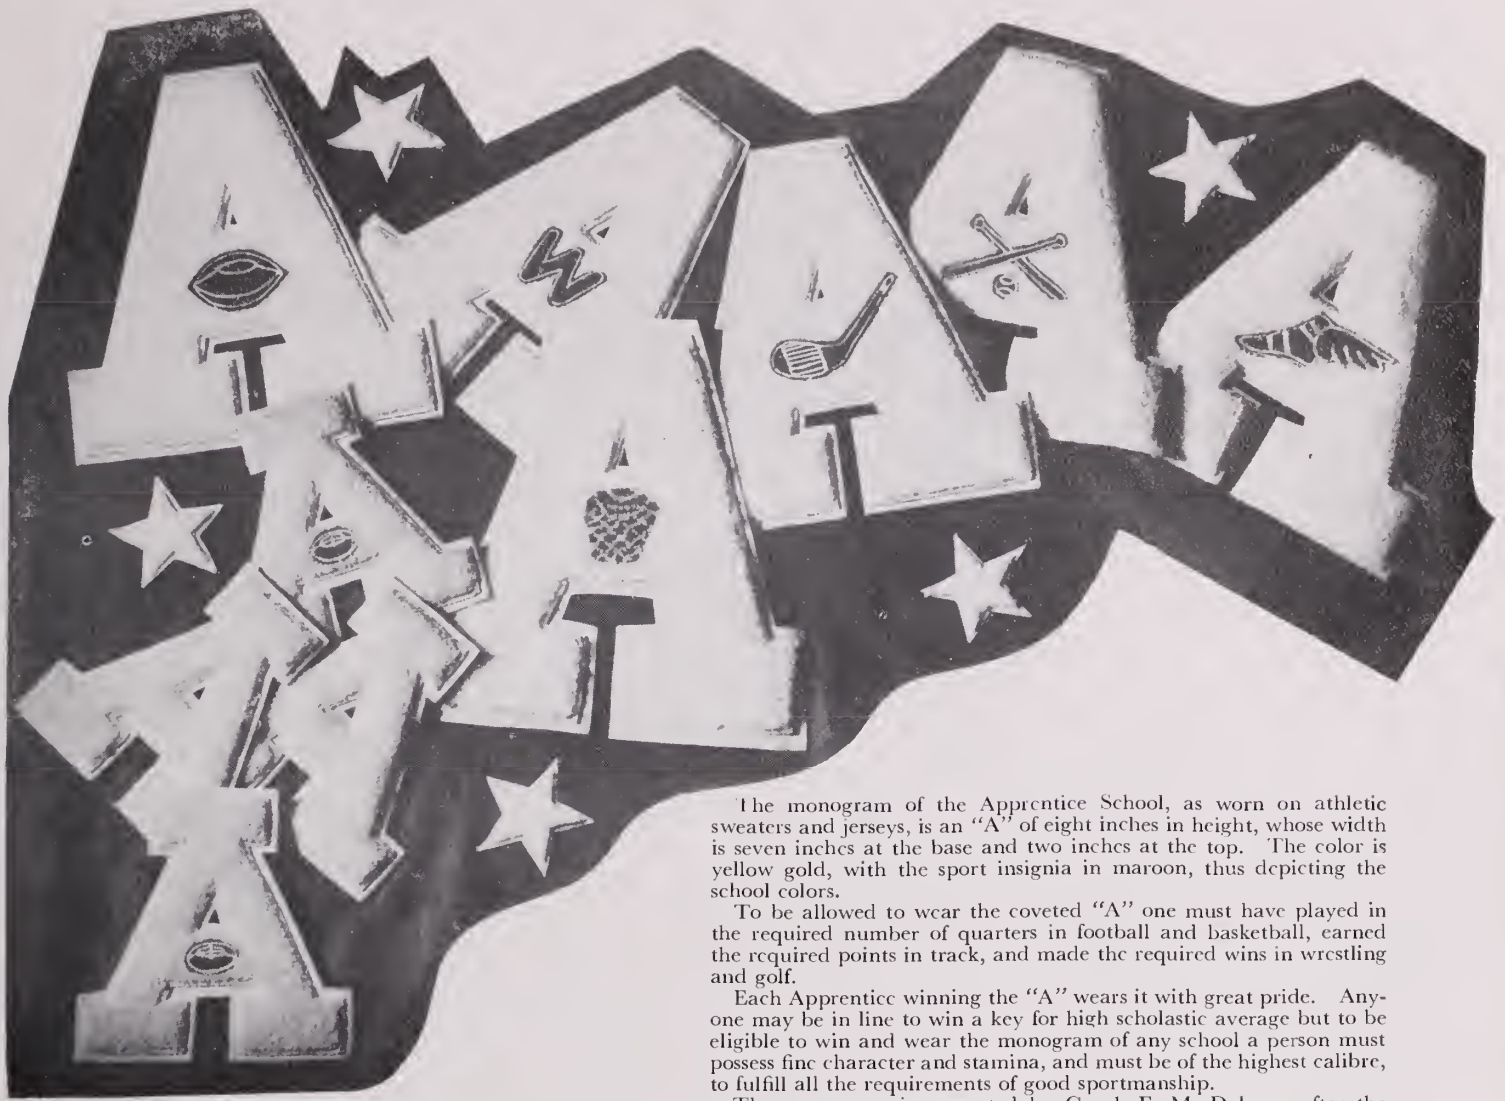 A
T
A
W
T
A
T
A
A
T
A
T
A
A
A
A
The monogram of the Apprentice School, as worn on athletic
sweaters and jerseys, is an “A” of eight inches in height, whose width
is seven inches at the base and two inches at the top. The color is
yellow gold, with the sport insignia in maroon, thus depicting the
school colors.
To be allowed to wear the coveted “A” one must have played in
the required number of quarters in football and basketball, earned
the required points in track, and made the required wins in wrestling
and golf.
Each Apprentice winning the “A” wears it with great pride. Any-
one may be in line to win a key for high scholastic average but to be
eligible to win and wear the monogram of any school a person must
possess fine character and stamina, and must be of the highest calibre,
to fulfill all the requirements of good sportmanship.